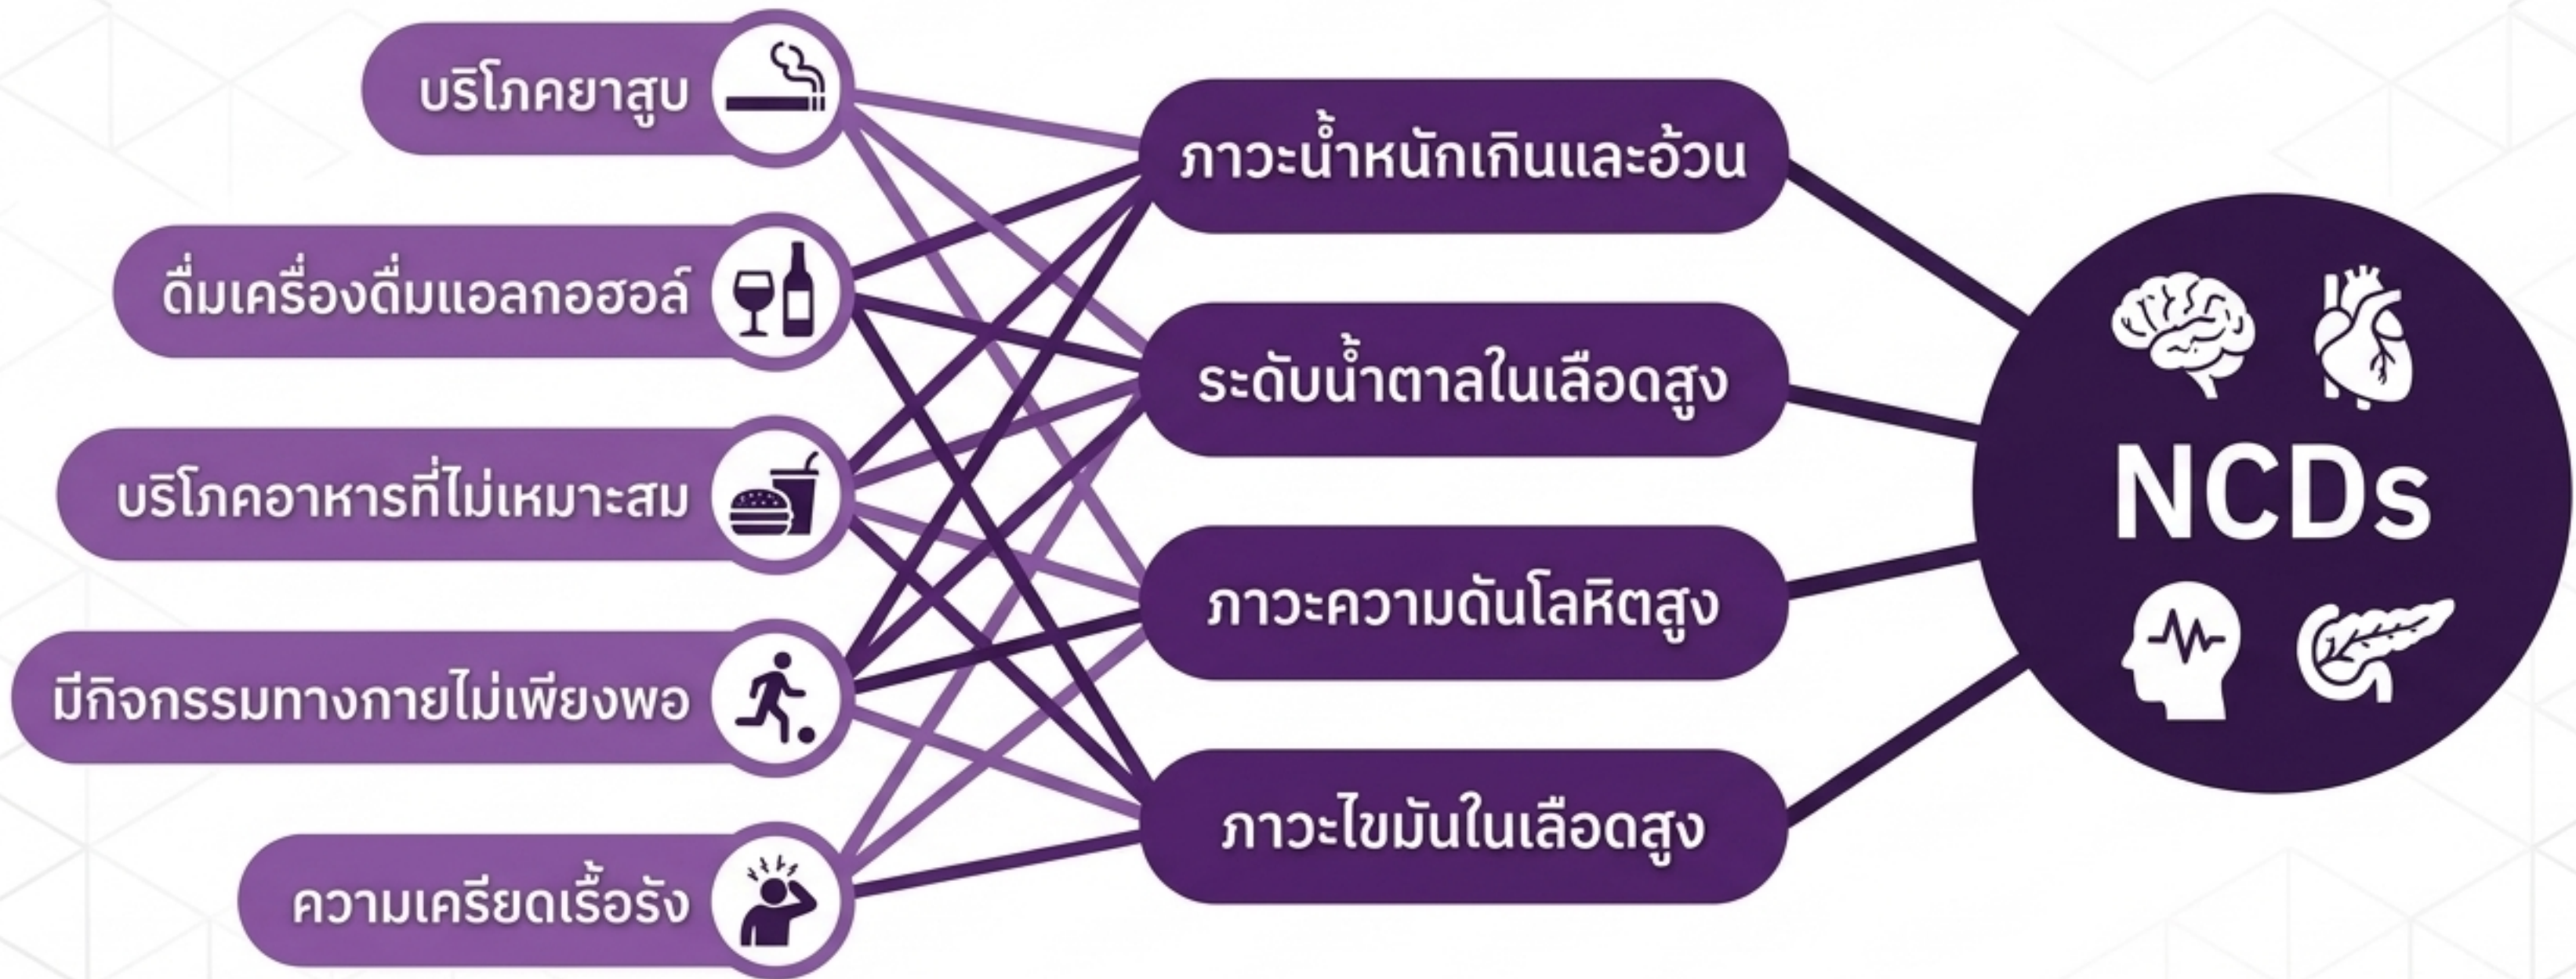 บริโภคยาสูบ
ดื่มเครื่องดื่มแอลกอฮอล์
บริโภคอาหารที่ไม่เหมาะสม
มีกิจกรรมทางกายไม่เพียงพอ
ความเครียดเรื้อรัง
ภาวะน้ำหนักเกินและอ้วน
ระดับน้ำตาลในเลือดสูง
ภาวะความดันโลหิตสูง
ภาวะไขมันในเลือดสูง
NCDs